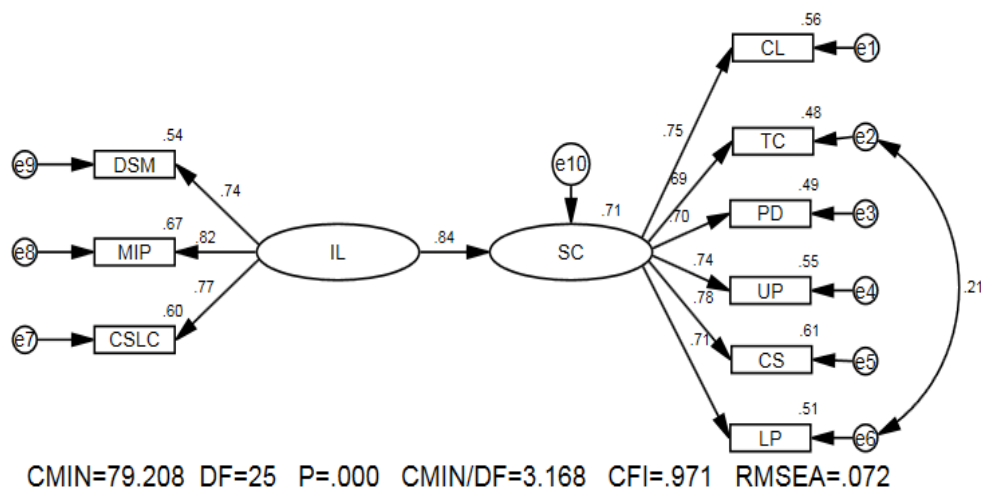 .56
CL e1
.54
e9 DSM
.74
.75
.48
TC e2
.69
e10
.49
PD e3
.70
.67
e8 MIP
.82
IL
.84
.71
SC
.55
UP e4
.74
.21
.77
.60
e7 CSLC
.78
.61
CS e5
.71
.51
LP e6
CMIN=79.208 DF=25 P=.000 CMIN/DF=3.168 CFI=.971 RMSEA=.072